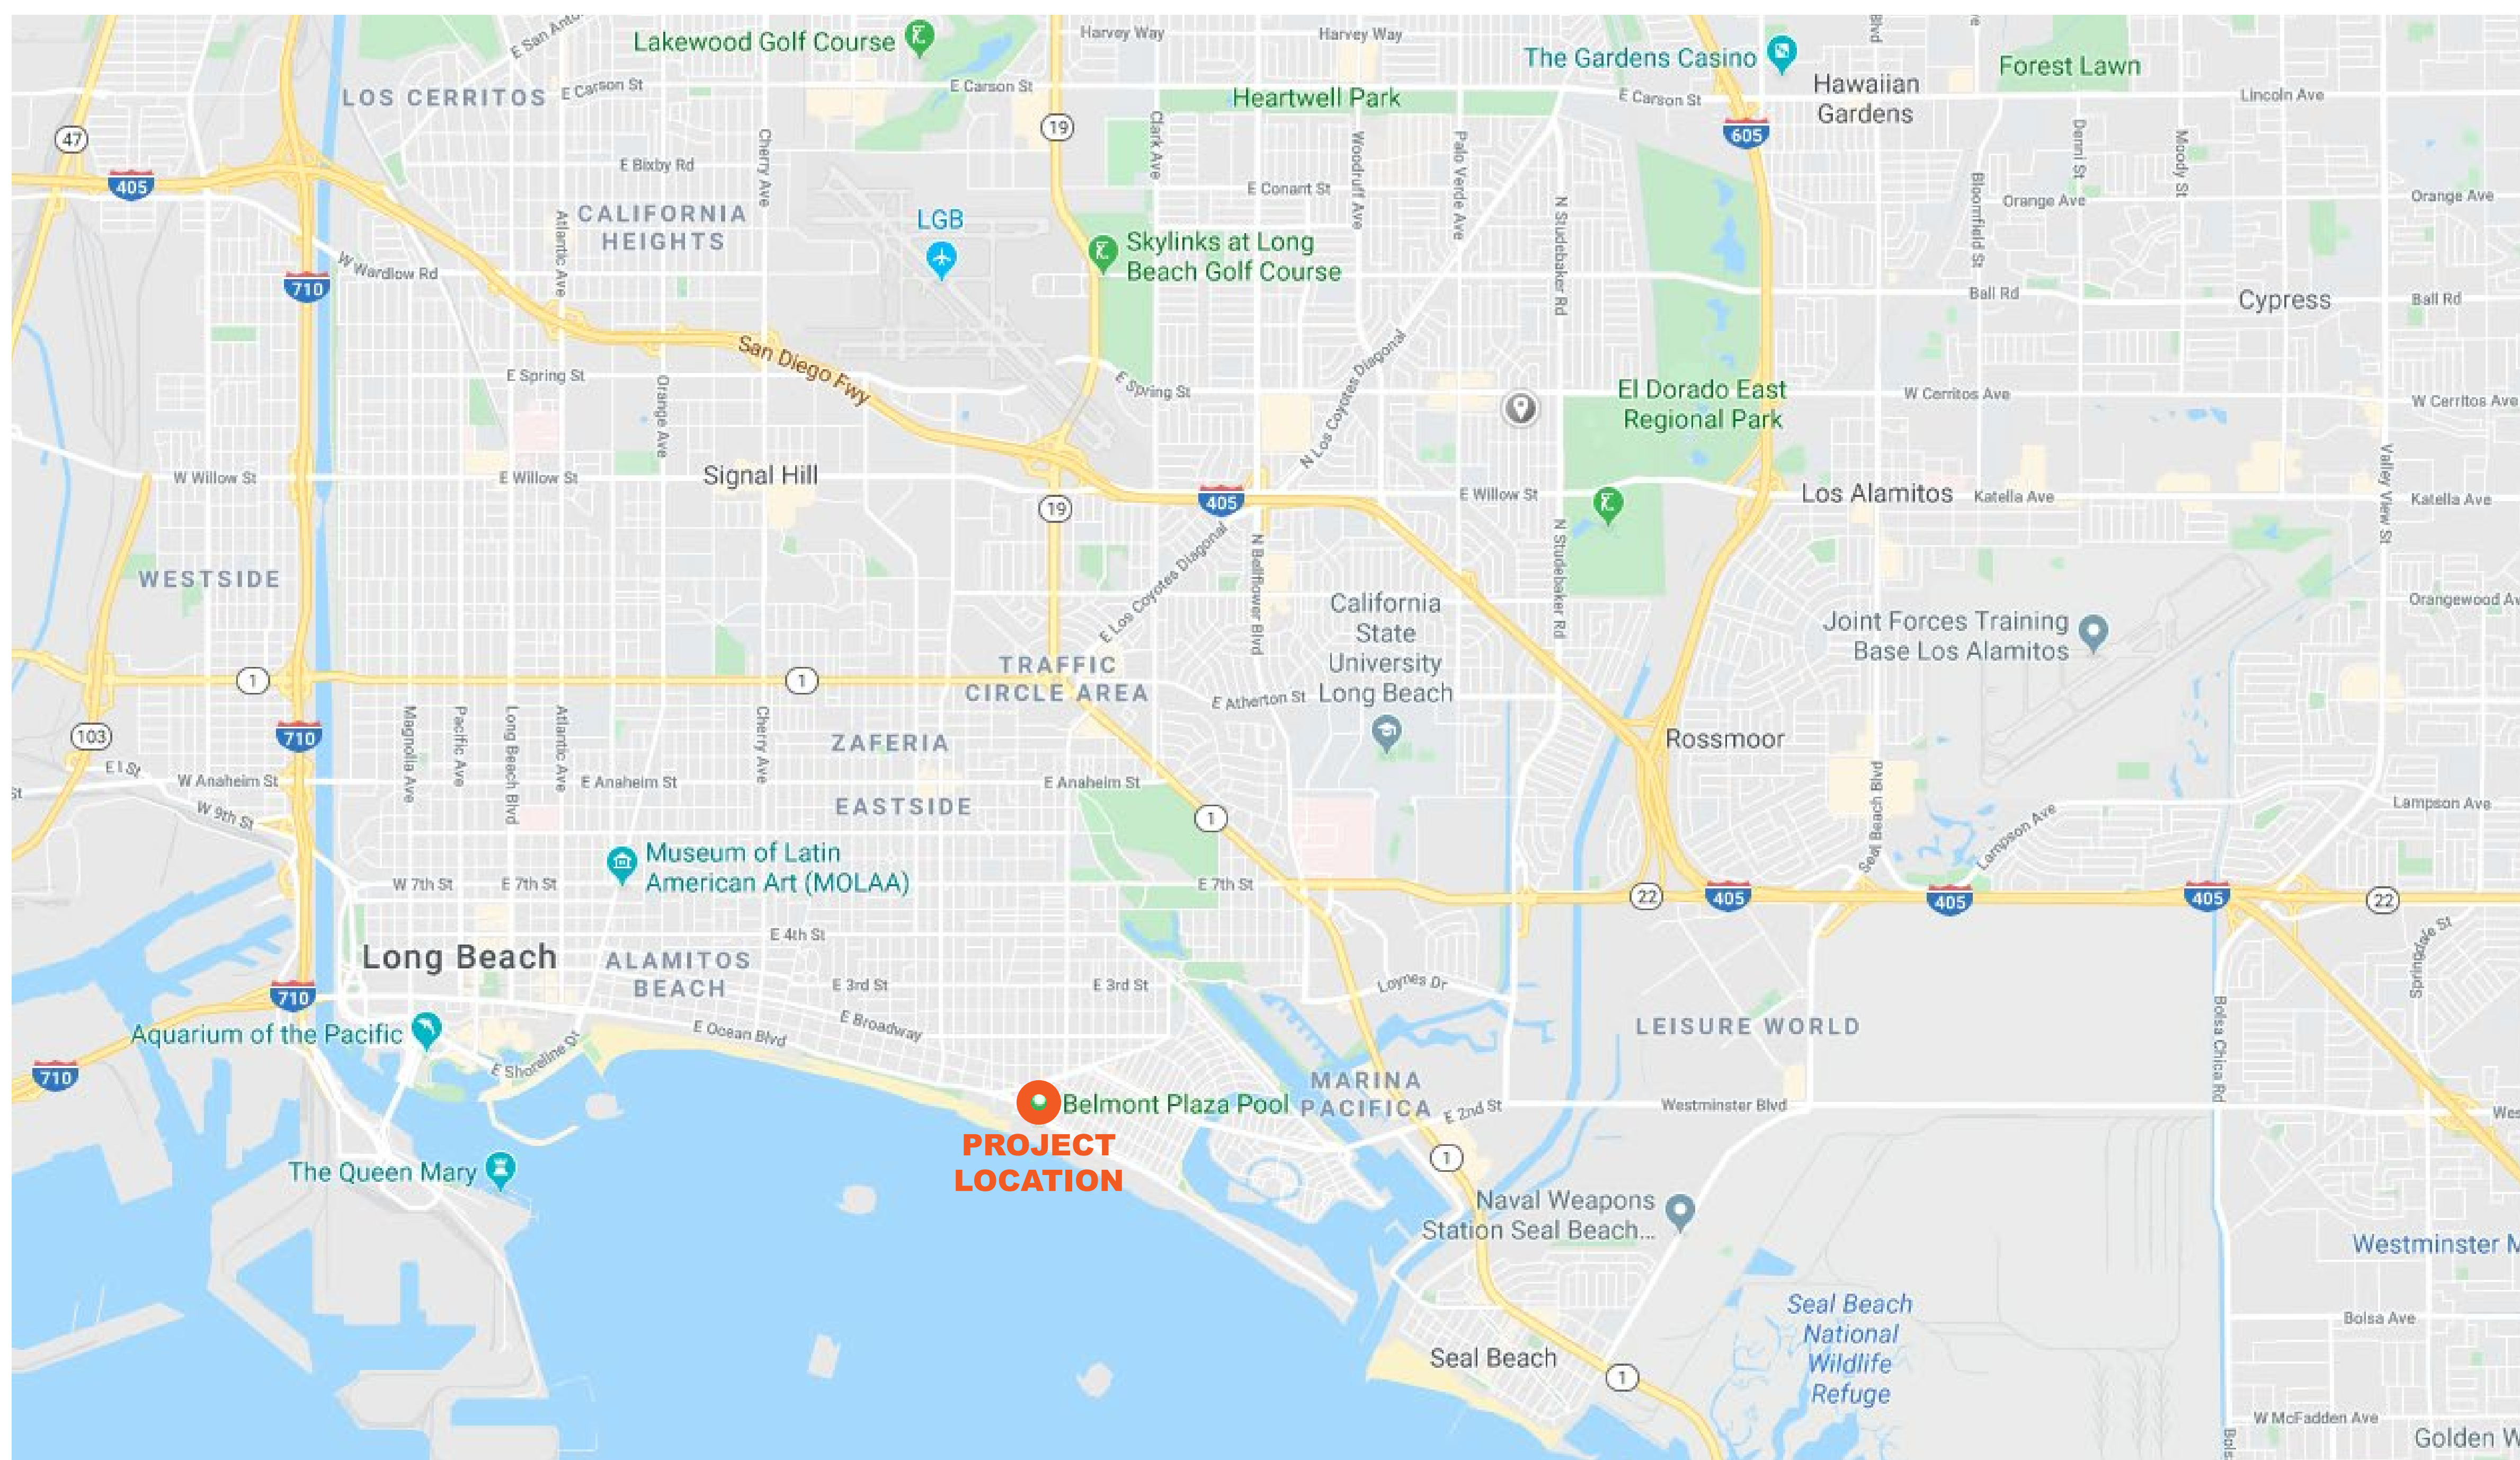 E San Anto
Lakewood Golf Course
Harvey Way
Harvey Way
The Gardens Casino
Forest Lawn
Hawaiian
Gardens
LOS CERRITOS
E Carson St
E Carson St
Heartwell Park
E Carson St
Lincoln Ave
Blvd
47
19
605
405
E Bixby Rd
Cherry Ave
Clark Ave
Woodruff Ave
Palo Verde Ave
Denni St
Moody St
E Conant St
Orange Ave
Orange Ave
CALIFORNIA
HEIGHTS
Atlantic Ave
LGB
Skylinks at Long
Beach Golf Course
N Studebaker Rd
Bloomfield St
W Wardlow Rd
710
Ball Rd
Cypress
Ball Rd
San Diego Fwy
E Spring St
Orange Ave
E Spring St
N Los Coyotes Diagonal
El Dorado East
Regional Park
W Cerritos Ave
W Cerritos Ave
W Willow St
E Willow St
Signal Hill
405
E Willow St
Los Alamitos
Katella Ave
Katella Ave
Valley View St
19
WESTSIDE
E Los Coyotes Diagonal
N Bellflower Blvd
N Studebaker Rd
California
State
University
Long Beach
Joint Forces Training
Base Los Alamitos
Orangewood Av
TRAFFIC
CIRCLE AREA
1
1
E Atherton St
103
710
Magnolia Ave
Pacific Ave
Long Beach Blvd
Atlantic Ave
Cherry Ave
ZAFERIA
Rossmoor
E I St
St
W Anaheim St
E Anaheim St
E Anaheim St
W 9th St
EASTSIDE
1
Seal Beach Blvd
Lampson Ave
Lampson Ave
Museum of Latin
American Art (MOLAA)
W 7th St
E 7th St
E 7th St
22
405
405
405
22
Long Beach
E 4th St
ALAMITOS
BEACH
E 3rd St
E 3rd St
Loynes Dr
Springdale St
710
Aquarium of the Pacific
E Ocean Blvd
E Broadway
LEISURE WORLD
Bolsa Chica Rd
E Shoreline Dr
710
Belmont Plaza Pool
MARINA
PACIFICA
E 2nd St
Westminster Blvd
Wes
PROJECT
LOCATION
The Queen Mary
1
Naval Weapons
Station Seal Beach...
Westminster M
Seal Beach
National
Wildlife
Refuge
Bolsa Ave
Seal Beach
1
W McFadden Ave
Bols
Golden W